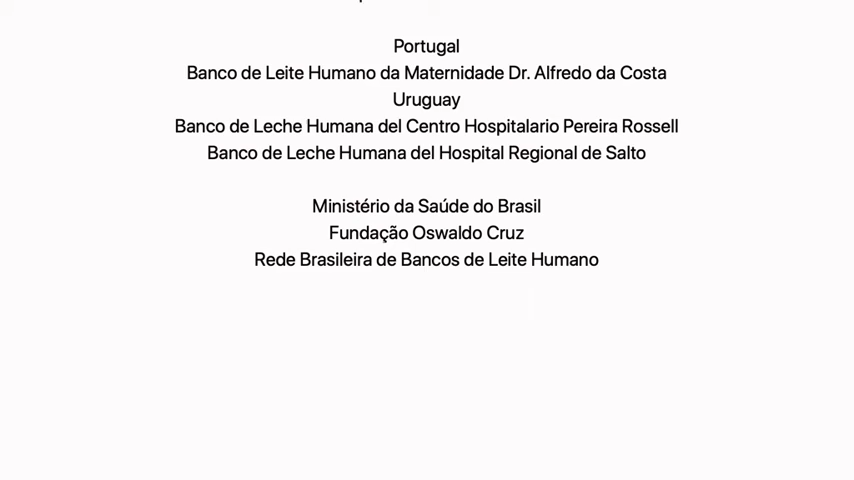 Portugal
Banco de Leite Humano da Maternidade Dr. Alfredo da Costa
Uruguay
Banco de Leche Humana del Centro Hospitalario Pereira Rossell
Banco de Leche Humana del Hospital Regional de Salto
Ministério da Saúde do Brasil
Fundação Oswaldo Cruz
Rede Brasileira de Bancos de Leite Humano